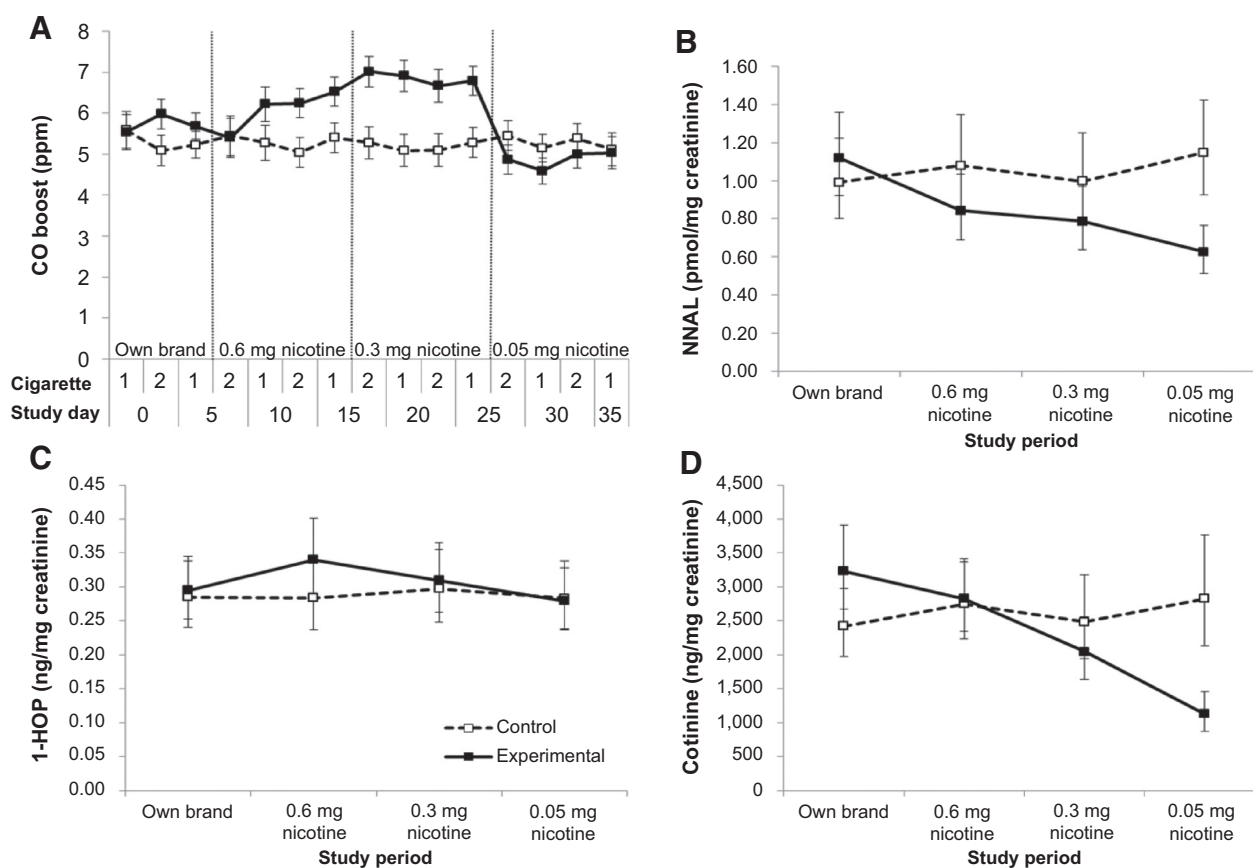 A
CO boost (ppm)
8
7
6
5
4
3
2
1
0
Own brand 0.6 mg nicotine 0.3 mg nicotine 0.05 mg nicotine
Cigarette 1 2 1 2 1 2 1 2 1 2 1 2 1 2 1
Study day 0 5 10 15 20 25 30 35
B
NNAL (pmol/mg creatinine)
1.60
1.40
1.20
1.00
0.80
0.60
0.40
0.20
0.00
Own brand 0.6 mg 0.3 mg 0.05 mg
nicotine nicotine nicotine
Study period
C
1-HOP (ng/mg creatinine)
0.45
0.40
0.35
0.30
0.25
0.20
0.15
0.10
0.05
0.00
Control
Experimental
Own brand 0.6 mg 0.3 mg 0.05 mg
nicotine nicotine nicotine
Study period
D
Cotinine (ng/mg creatinine)
4,500
4,000
3,500
3,000
2,500
2,000
1,500
1,000
500
0
Own brand 0.6 mg 0.3 mg 0.05 mg
nicotine nicotine nicotine
Study period